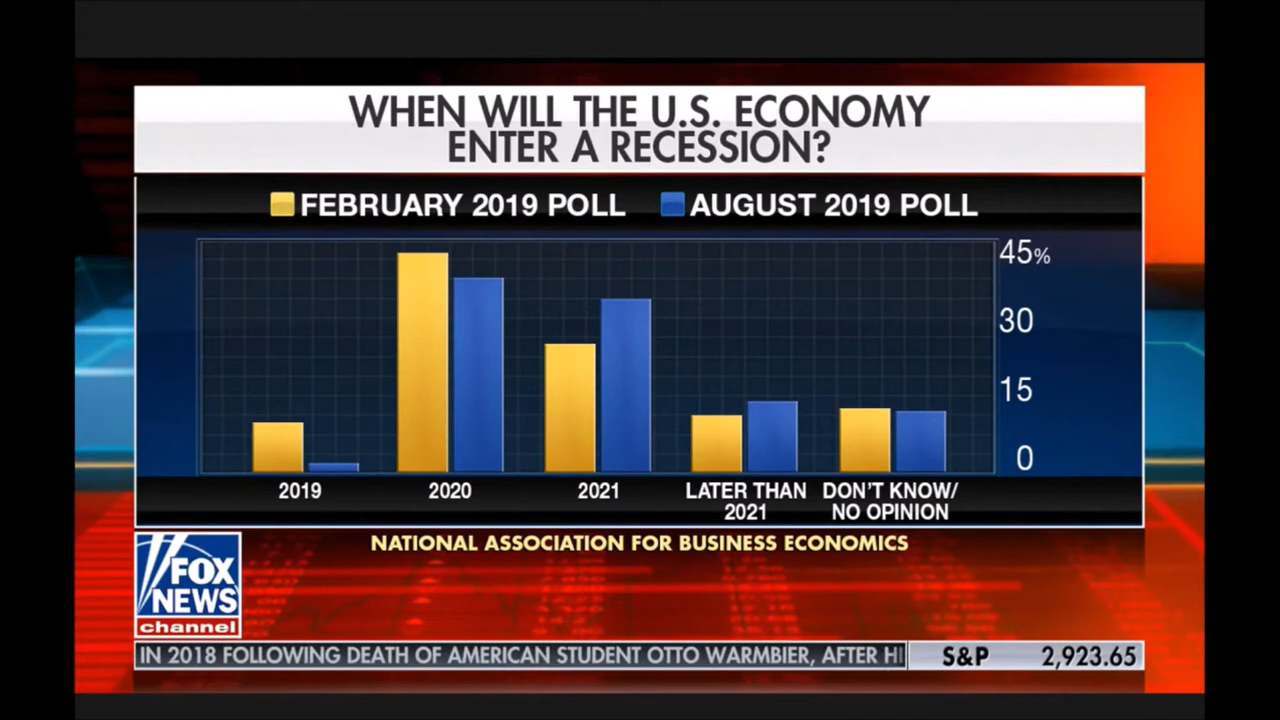 WHEN WILL THE U.S. ECONOMY
ENTER A RECESSION?
FEBRUARY 2019 POLL AUGUST 2019 POLL
45%
30
15
0
2019 2020 2021 LATER THAN 2021 DON'T KNOW/ NO OPINION
NATIONAL ASSOCIATION FOR BUSINESS ECONOMICS
FOX
NEWS
channel
IN 2018 FOLLOWING DEATH OF AMERICAN STUDENT OTTO WARMBIER, AFTER S&P 2,923.65